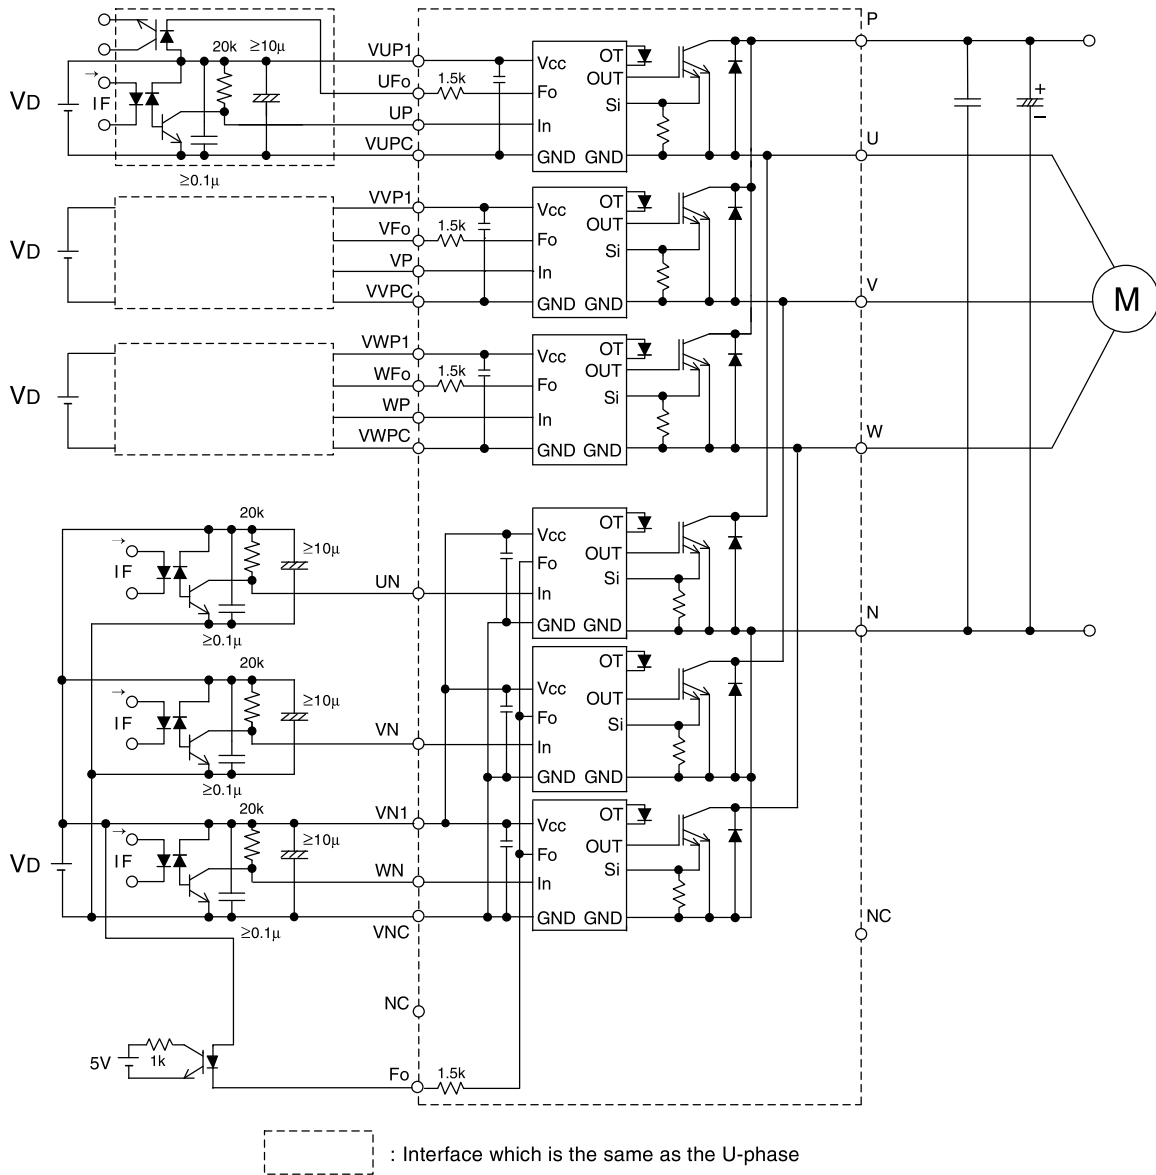 P
20k ≥10µ VUP1 Vcc OT
UFo 1.5k Fo OUT
→ IF
VD UP In Si +
−
VUPC GND GND U
≥0.1µ
VVP1 Vcc OT
VFo 1.5k Fo OUT
VD VP In Si
VVPC GND GND V
M
VWP1 Vcc OT
WFo 1.5k Fo OUT
VD WP In Si
VWPC GND GND W
20k
→ IF ≥10µ
Vcc OT
Fo OUT
UN In Si
GND GND N
≥0.1µ
20k
→ IF ≥10µ
Vcc OT
Fo OUT
VN In Si
GND GND
≥0.1µ
20k VN1
→ IF ≥10µ
Vcc OT
Fo OUT
VD WN In Si
GND GND NC
≥0.1µ VNC
NC
5V 1k
Fo 1.5k
: Interface which is the same as the U-phase